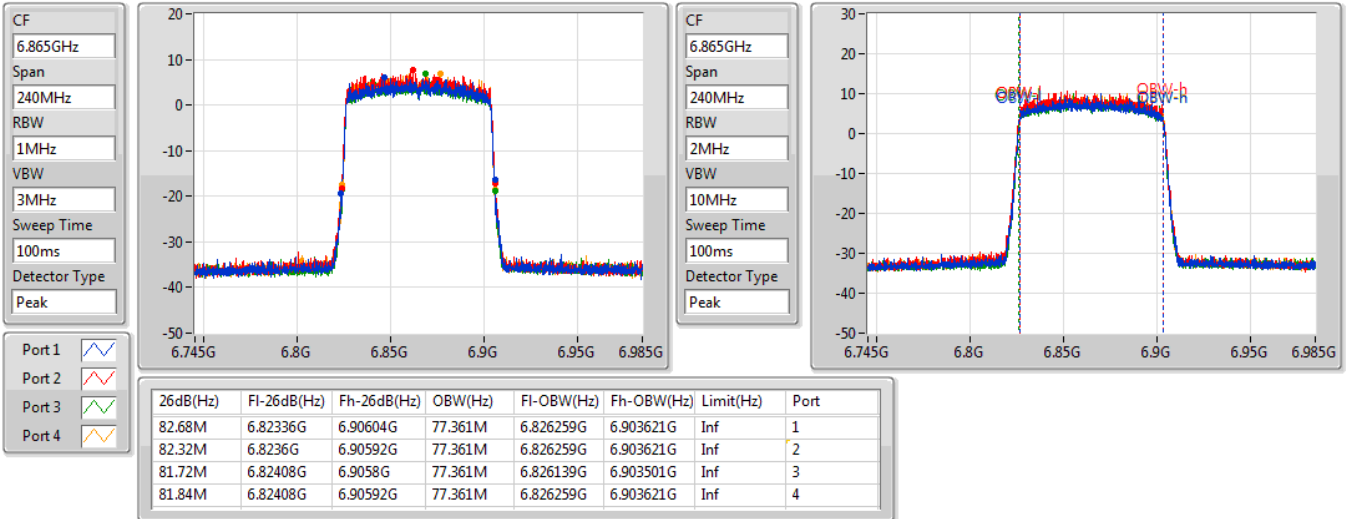 CF
6.865GHz
Span
240MHz
RBW
1MHz
VBW
3MHz
Sweep Time
100ms
Detector Type
Peak
20
10
0
-10
-20
-30
-40
-50
6.745G 6.8G 6.85G 6.9G 6.95G 6.985G
CF
6.865GHz
Span
240MHz
RBW
2MHz
VBW
10MHz
Sweep Time
100ms
Detector Type
Peak
30
20
10
0
-10
-20
-30
-40
-50
OBW-l OBW-h
OBW-h
6.745G 6.8G 6.85G 6.9G 6.95G 6.985G
Port 1
Port 2
Port 3
Port 4
26dB(Hz) Fl-26dB(Hz) Fh-26dB(Hz) OBW(Hz) Fl-OBW(Hz) Fh-OBW(Hz) Limit(Hz) Port
82.68M 6.82336G 6.90604G 77.361M 6.826259G 6.903621G Inf 1
82.32M 6.8236G 6.90592G 77.361M 6.826259G 6.903621G Inf 2
81.72M 6.82408G 6.9058G 77.361M 6.826139G 6.903501G Inf 3
81.84M 6.82408G 6.90592G 77.361M 6.826259G 6.903621G Inf 4